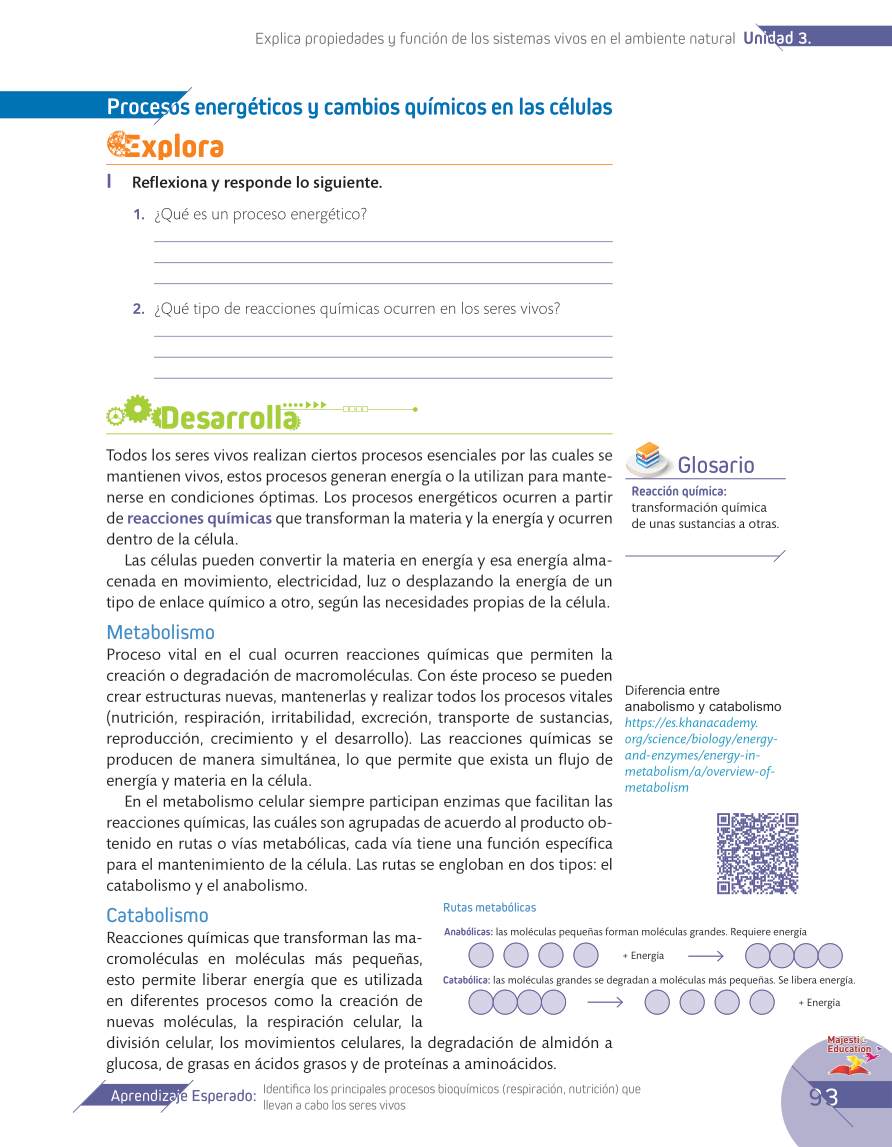 Explica propiedades y función de los sistemas vivos en el ambiente natural Unidad 3.
Procesos energéticos y cambios químicos en las células
Explora
I Reflexiona y responde lo siguiente.
1. ¿Qué es un proceso energético?
2. ¿Qué tipo de reacciones químicas ocurren en los seres vivos?
Desarrolla
Todos los seres vivos realizan ciertos procesos esenciales por las cuales se
mantienen vivos, estos procesos generan energía o la utilizan para mante-
nerse en condiciones óptimas. Los procesos energéticos ocurren a partir
de reacciones químicas que transforman la materia y la energía y ocurren
dentro de la célula.
Las células pueden convertir la materia en energía y esa energía alma-
cenada en movimiento, electricidad, luz o desplazando la energía de un
tipo de enlace químico a otro, según las necesidades propias de la célula.
Glosario
Reacción química:
transformación química
de unas sustancias a otras.
Metabolismo
Proceso vital en el cual ocurren reacciones químicas que permiten la
creación o degradación de macromoléculas. Con éste proceso se pueden
crear estructuras nuevas, mantenerlas y realizar todos los procesos vitales
(nutrición, respiración, irritabilidad, excreción, transporte de sustancias,
reproducción, crecimiento y el desarrollo). Las reacciones químicas se
producen de manera simultánea, lo que permite que exista un flujo de
energía y materia en la célula.
En el metabolismo celular siempre participan enzimas que facilitan las
reacciones químicas, las cuáles son agrupadas de acuerdo al producto ob-
tenido en rutas o vías metabólicas, cada vía tiene una función específica
para el mantenimiento de la célula. Las rutas se engloban en dos tipos: el
catabolismo y el anabolismo.
Diferencia entre
anabolismo y catabolismo
https://es.khanacademy.
org/science/biology/energy-
and-enzymes/energy-in-
metabolism/a/overview-of-
metabolism
Catabolismo
Reacciones químicas que transforman las ma-
cromoléculas en moléculas más pequeñas,
esto permite liberar energía que es utilizada
en diferentes procesos como la creación de
nuevas moléculas, la respiración celular, la
división celular, los movimientos celulares, la degradación de almidón a
glucosa, de grasas en ácidos grasos y de proteínas a aminoácidos.
Rutas metabólicas
Anabólicas: las moléculas pequeñas forman moléculas grandes. Requiere energía
+ Energía
Catabólica: las moléculas grandes se degradan a moléculas más pequeñas. Se libera energía.
+ Energía
Majestic
Education
Aprendizaje Esperado: Identifica los principales procesos bioquímicos (respiración, nutrición) que
llevan a cabo los seres vivos
93